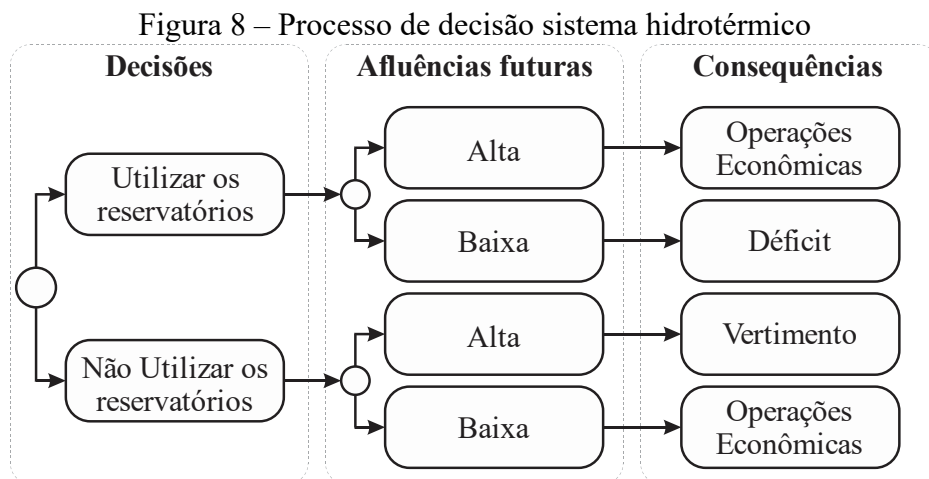 Figura 8 – Processo de decisão sistema hidrotérmico
Decisões
Afluências futuras
Consequências
Utilizar os
reservatórios
Alta
Operações
Econômicas
Baixa
Déficit
Não Utilizar os
reservatórios
Alta
Vertimento
Baixa
Operações
Econômicas